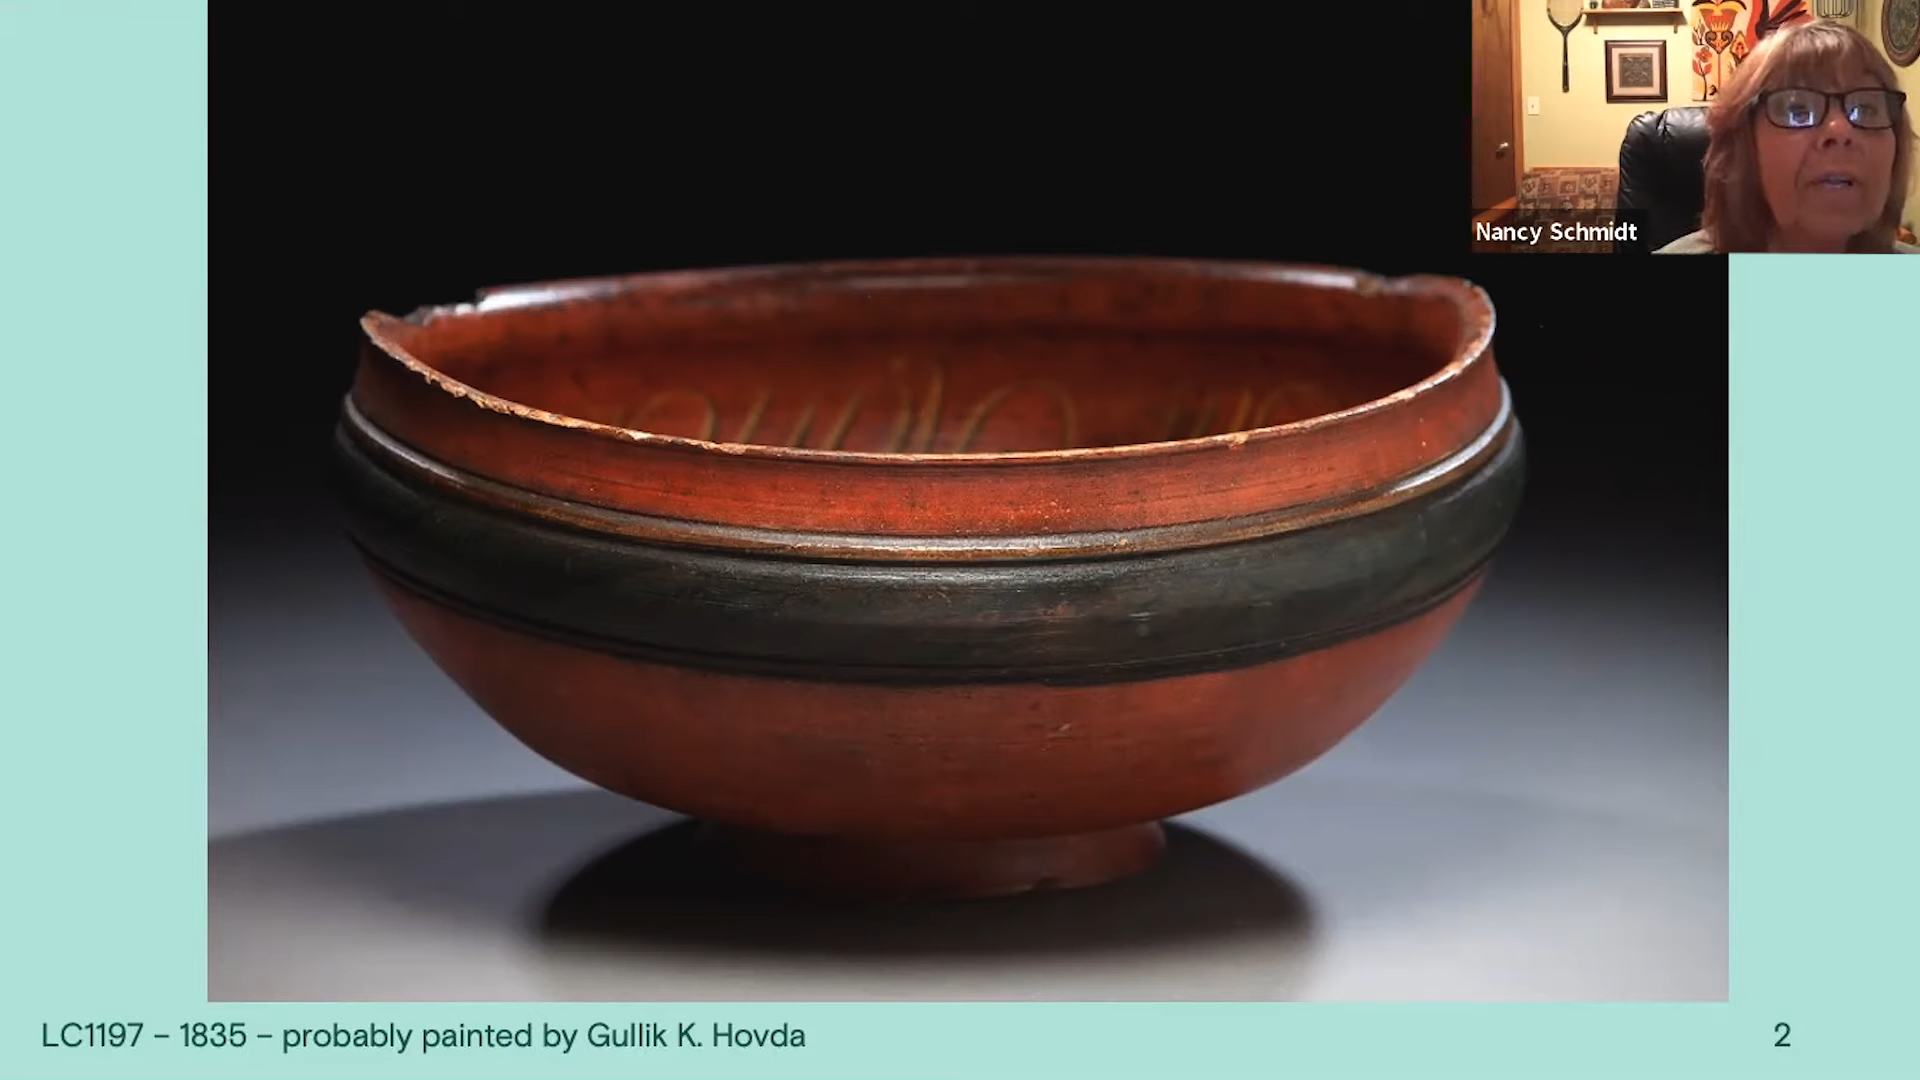 Nancy Schmidt
LC1197 – 1835 – probably painted by Gullik K. Hovda
2